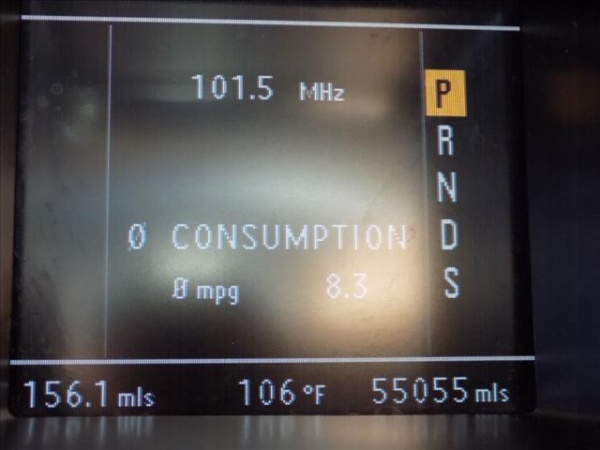 101.5 MHz
P
R
N
Ø CONSUMPTION D
Ø mpg 8.3 S
156.1 mls 106°F 55055 mls